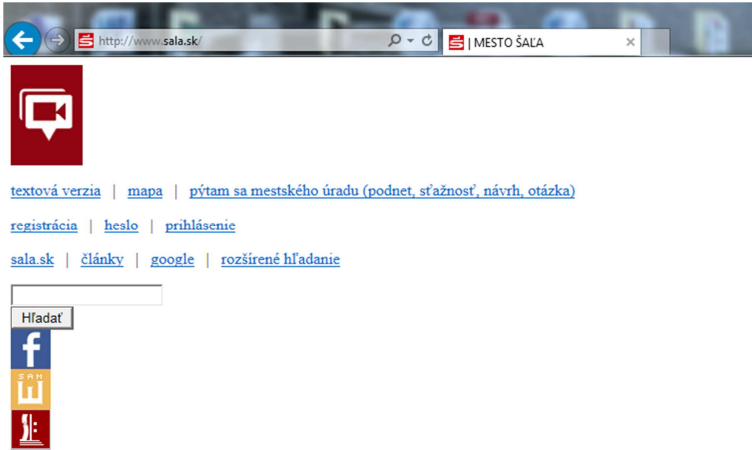 http://www.sala.sk/
| MESTO ŠAĽA
textová verzia | mapa | pýtam sa mestského úradu (podnet, sťažnosť, návrh, otázka)
registrácia | heslo | prihlásenie
sala.sk | články | google | rozšírené hľadanie
Hľadať
f
SAM
W